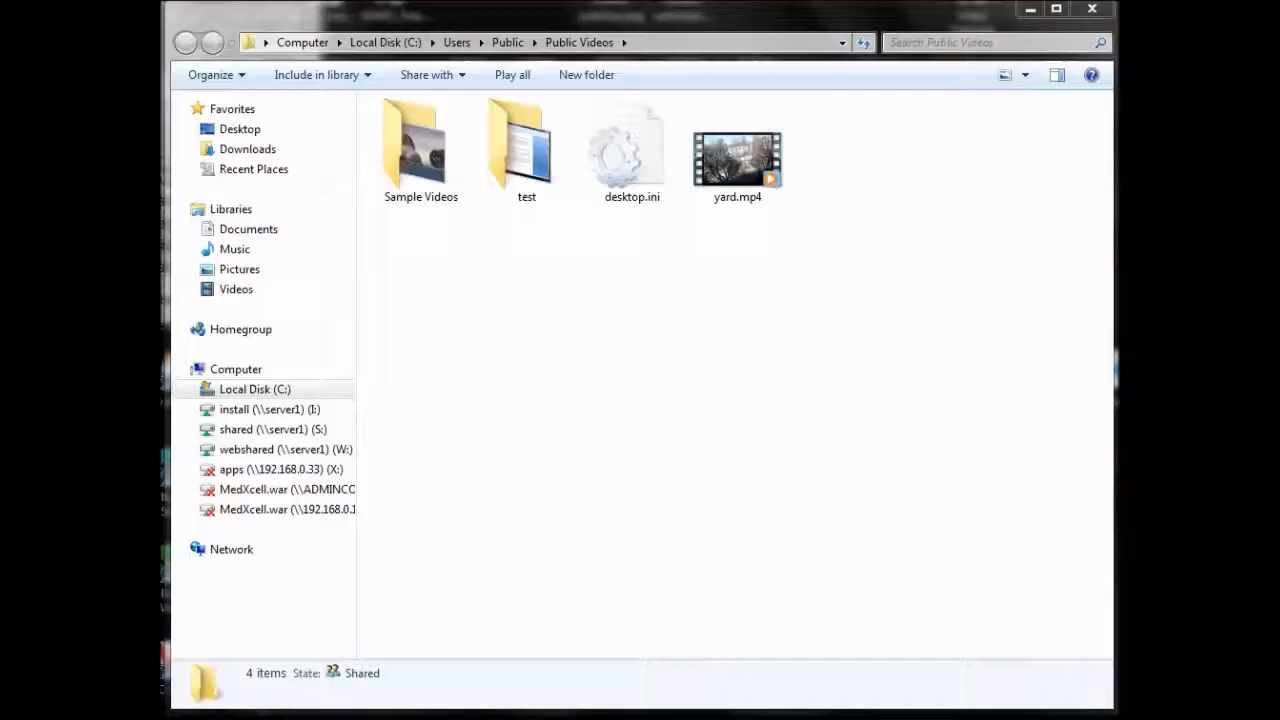 Computer Local Disk (C:) Users Public Public Videos
Search Public Videos
Organize Include in library Share with Play all New folder
Favorites
Desktop
Downloads
Recent Places
Libraries
Documents
Music
Pictures
Videos
Homegroup
Computer
Local Disk (C:)
install (\\server1) (I:)
shared (\\server1) (S:)
webshared (\\server1) (W:)
apps (\\192.168.0.33) (X:)
MedXcell.war (\\ADMINCO
MedXcell.war (\\192.168.0.1
Network
Sample Videos
test
desktop.ini
yard.mp4
4 items State: Shared